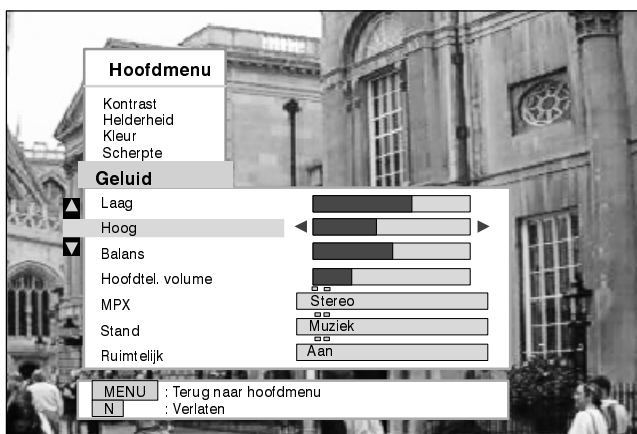 Hoofdmenu
Kontrast
Helderheid
Kleur
Scherpte
Geluid
Laag
Hoog
Balans
Hoofdtel. volume
MPX Stereo
Stand Muziek
Ruimtelijk Aan
MENU : Terug naar hoofdmenu
N : Verlaten